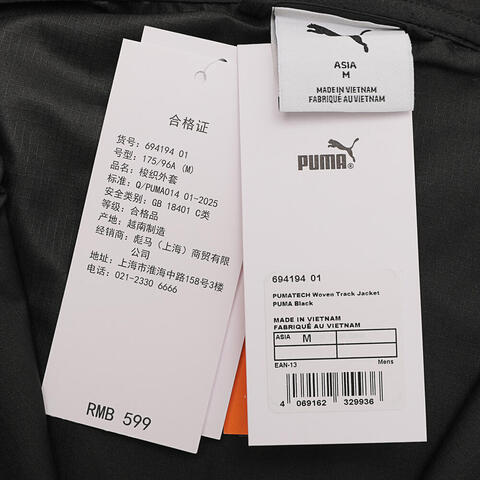 合格证
货号: 694194 01
号型: 175/96A (M)
品名: 梭织外套
标准: Q/PUMA014 01-2025
安全类别: GB 18401 C类
等级: 合格品
产地: 越南制造
经销商: 彪马（上海）商贸有限
公司
地址: 上海市淮海中路158号3楼
电话: 021-2330 6666
RMB 599
PUMA
ASIA
M
MADE IN VIETNAM
FABRIQUÉ AU VIETNAM
PUMA®
694194 01
PUMATECH Woven Track Jacket
PUMA Black
MADE IN VIETNAM
FABRIQUÉ AU VIETNAM
ASIA M
EAN-13 Mens
4 069162 329936